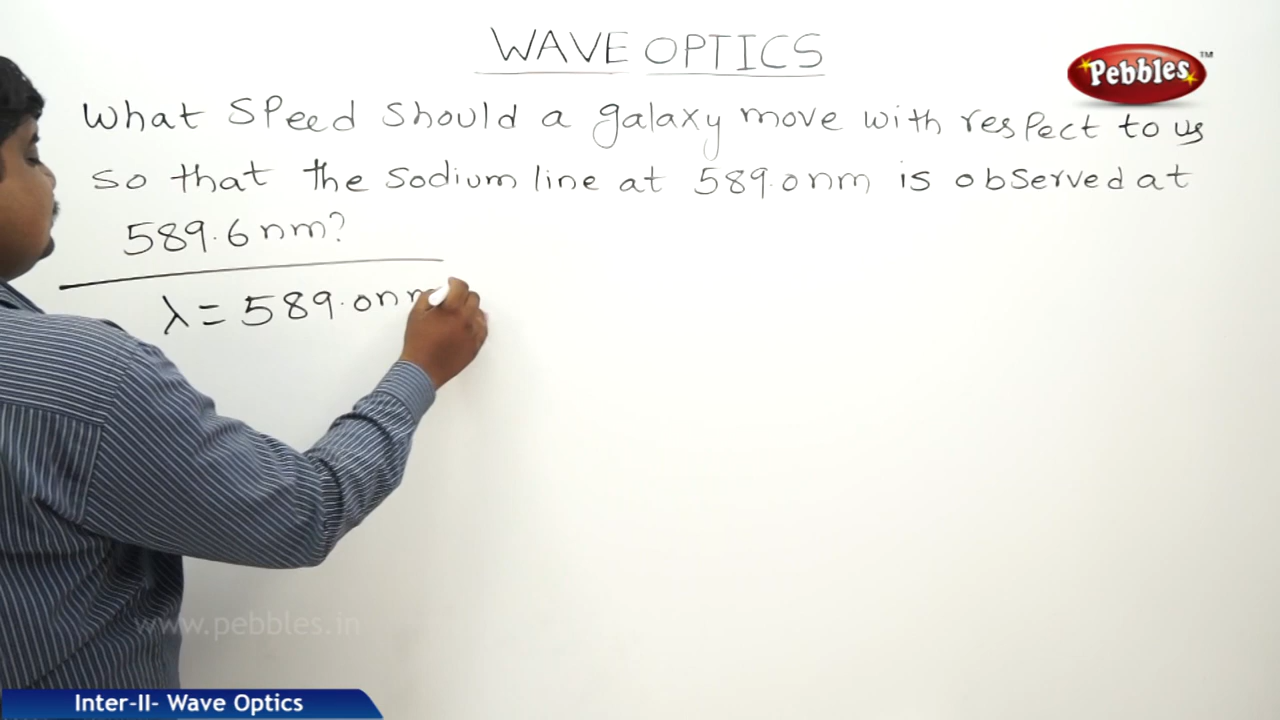 WAVE OPTICS
Pebbles™
What Speed Should a galaxy move with respect to us
so that the Sodium line at 589.0nm is observed at
589.6nm?
λ = 589.0nm
www.pebbles.in
Inter-II- Wave Optics